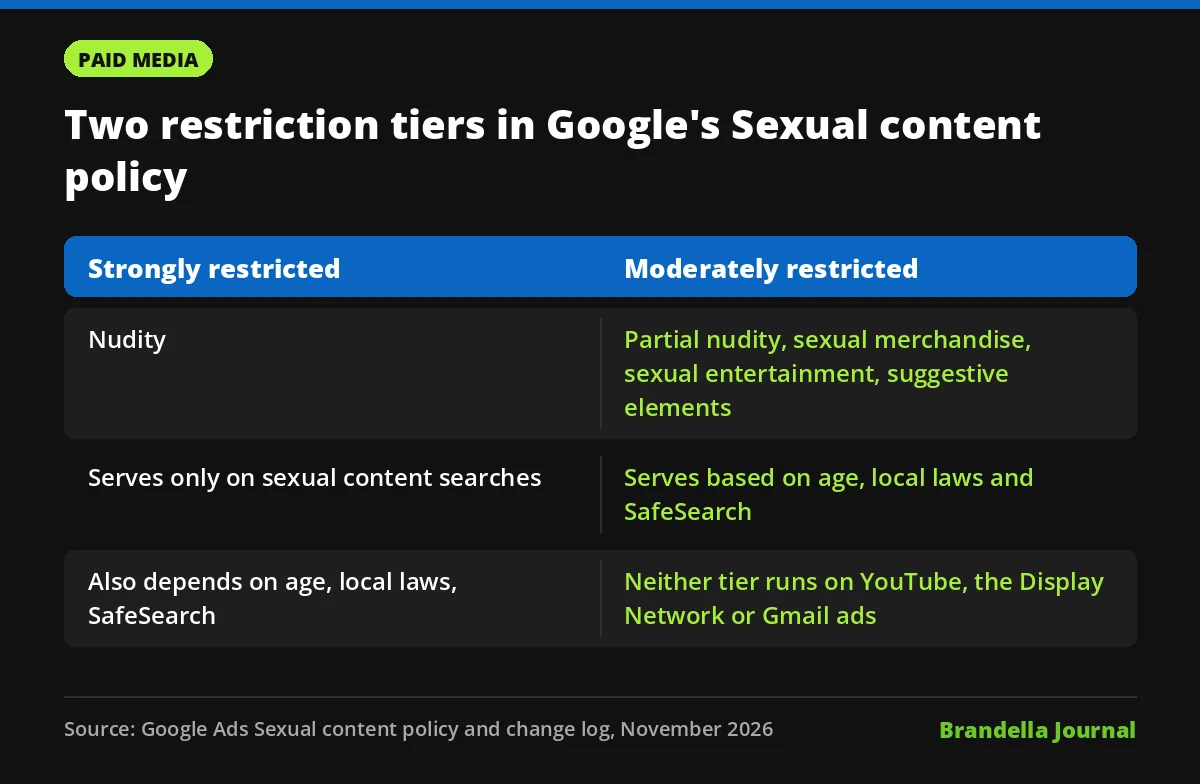 PAID MEDIA
Two restriction tiers in Google's Sexual content
policy
Strongly restricted
Moderately restricted
Nudity
Partial nudity, sexual merchandise,
sexual entertainment, suggestive
elements
Serves only on sexual content searches
Serves based on age, local laws and
SafeSearch
Also depends on age, local laws,
SafeSearch
Neither tier runs on YouTube, the Display
Network or Gmail ads
Source: Google Ads Sexual content policy and change log, November 2026
Brandella Journal